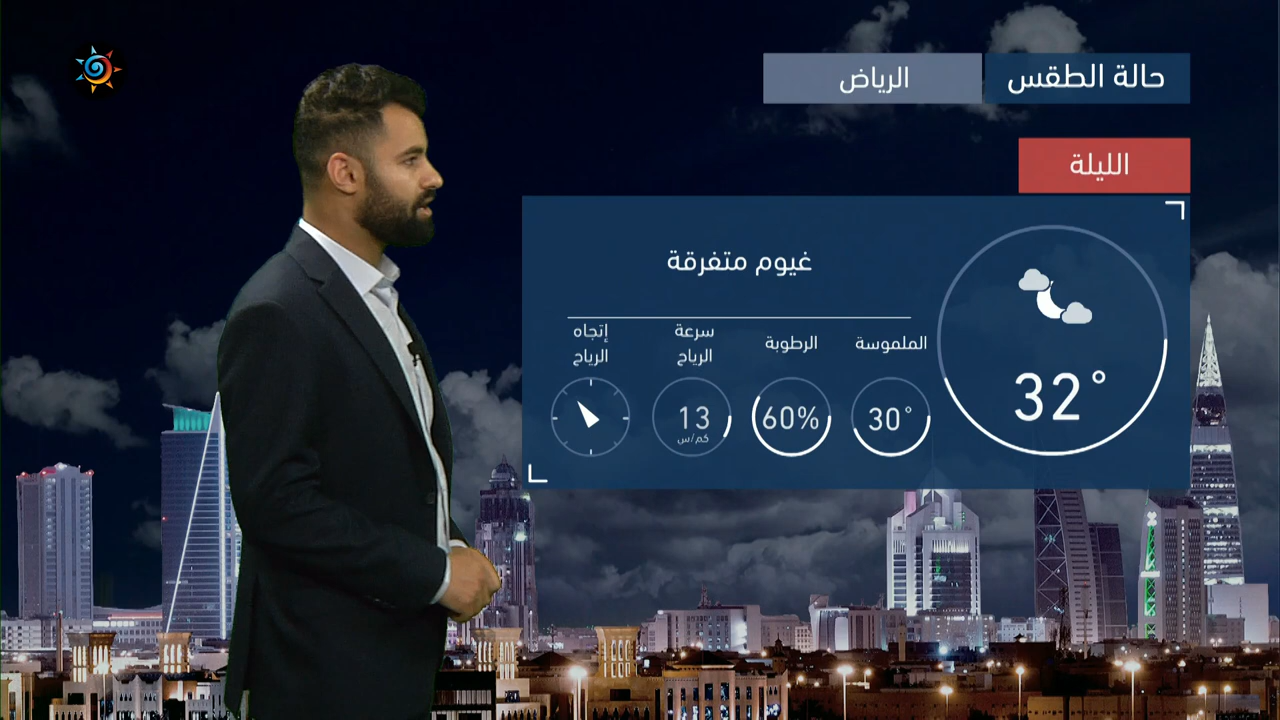 حالة الطقس
الرياض
الليلة
غيوم متفرقة
32°
الملموسة
30°
الرطوبة
60%
سرعة
الرياح
13
كم/س
إتجاه
الرياح